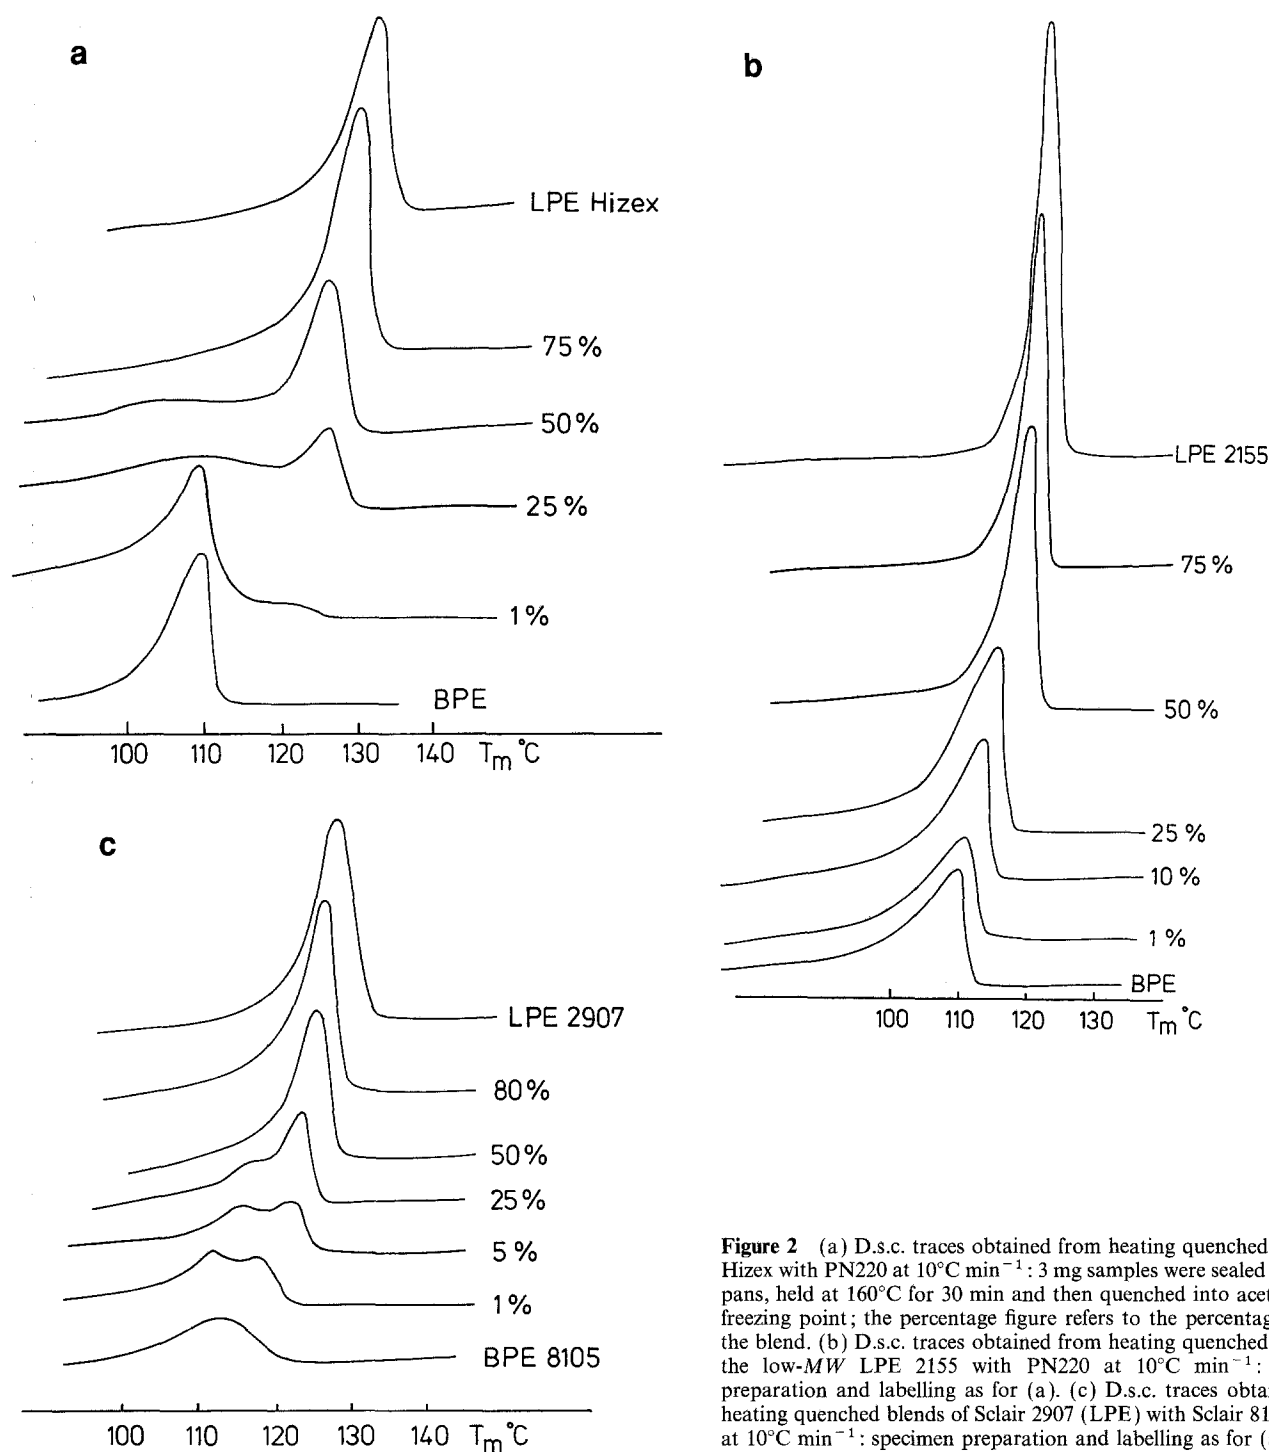 a
LPE Hizex
75%
50%
25%
1%
BPE
100 110 120 130 140 Tm °C
b
LPE 2155
75%
50%
25%
10%
1%
BPE
100 110 120 130 Tm °C
c
LPE 2907
80%
50%
25%
5%
1%
BPE 8105
100 110 120 130 140 Tm °C
Figure 2 (a) D.s.c. traces obtained from heating quenched
Hizex with PN220 at 10°C min⁻¹: 3 mg samples were sealed
pans, held at 160°C for 30 min and then quenched into
freezing point; the percentage figure refers to the
the blend. (b) D.s.c. traces obtained from heating quenched
the low-MW LPE 2155 with PN220 at 10°C min⁻¹:
preparation and labelling as for (a). (c) D.s.c. traces
heating quenched blends of Sclair 2907 (LPE) with Sclair
at 10°C min⁻¹: specimen preparation and labelling as for